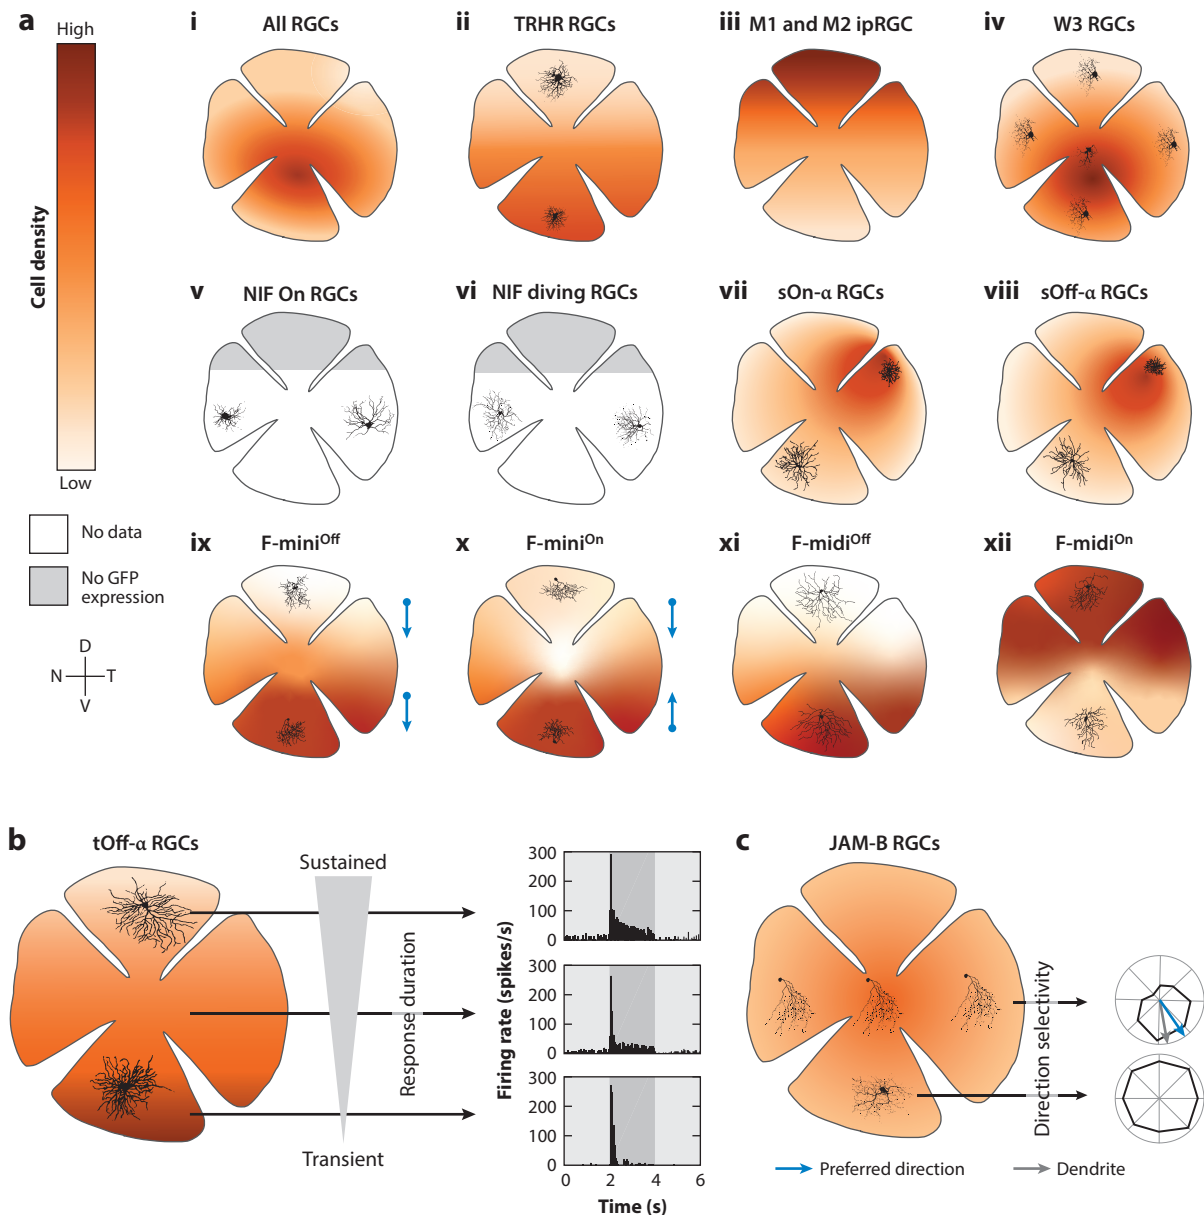 a
High
Cell density
Low
No data
No GFP
expression
D
N
T
V
i
All RGCs
ii
TRHR RGCs
iii
M1 and M2 ipRGC
iv
W3 RGCs
v
NIF On RGCs
vi
NIF diving RGCs
vii
sOn-α RGCs
viii
sOff-α RGCs
ix
F-miniOff
x
F-miniOn
xi
F-midiOff
xii
F-midiOn
b
tOff-α RGCs
Sustained
Response duration
Transient
Firing rate (spikes/s)
300
200
100
0
300
200
100
0
300
200
100
0
0 2 4 6
Time (s)
c
JAM-B RGCs
Direction selectivity
Preferred direction
Dendrite